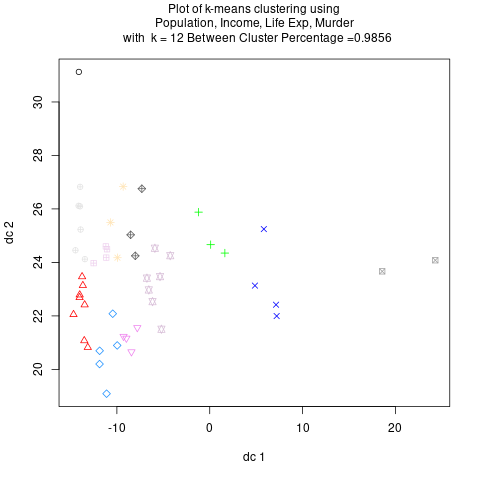 Plot of k-means clustering using
Population, Income, Life Exp, Murder
with k = 12 Between Cluster Percentage =0.9856
dc 2
30
28
26
24
22
20
-10
0
10
20
dc 1